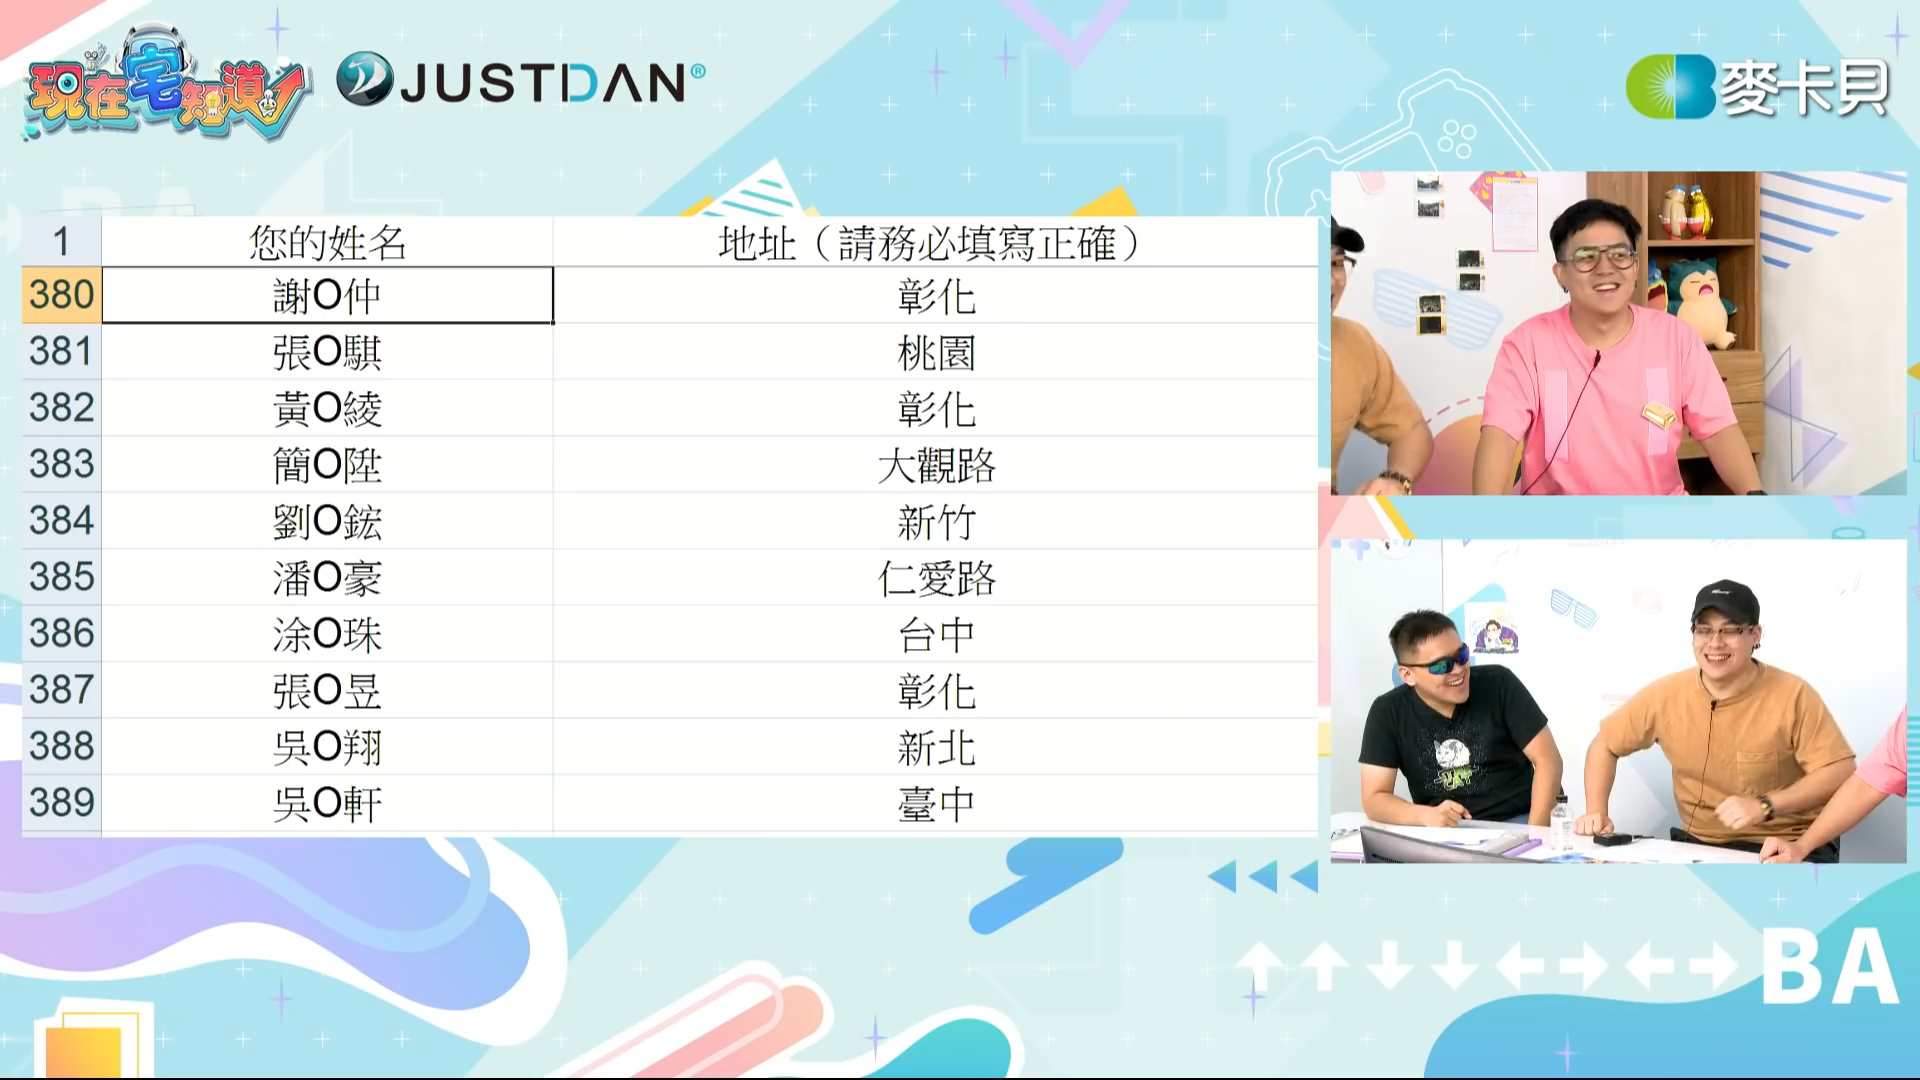 現在宅知道
JUSTDAN®
麥卡貝
1 您的姓名 地址（請務必填寫正確）
380 謝O仲 彰化
381 張O騏 桃園
382 黃O綾 彰化
383 簡O陞 大觀路
384 劉O鋐 新竹
385 潘O豪 仁愛路
386 涂O珠 台中
387 張O昱 彰化
388 吳O翔 新北
389 吳O軒 臺中
BA